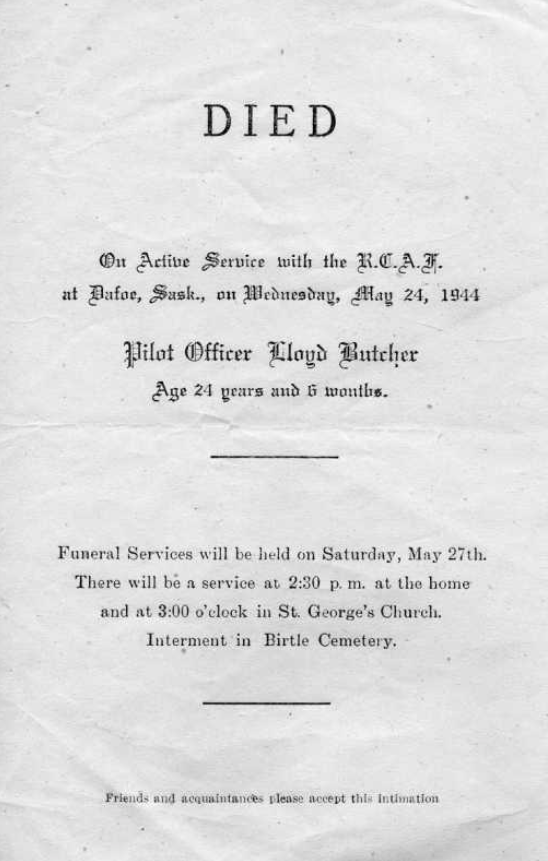 DIED
On Active Service with the R.C.A.F.
at Dafoe, Sask., on Wednesday, May 24, 1944
Pilot Officer Lloyd Butcher
Age 24 years and 6 months.
Funeral Services will be held on Saturday, May 27th.
There will be a service at 2:30 p. m. at the home
and at 3:00 o'clock in St. George's Church.
Interment in Birtle Cemetery.
Friends and acquaintances please accept this intimation